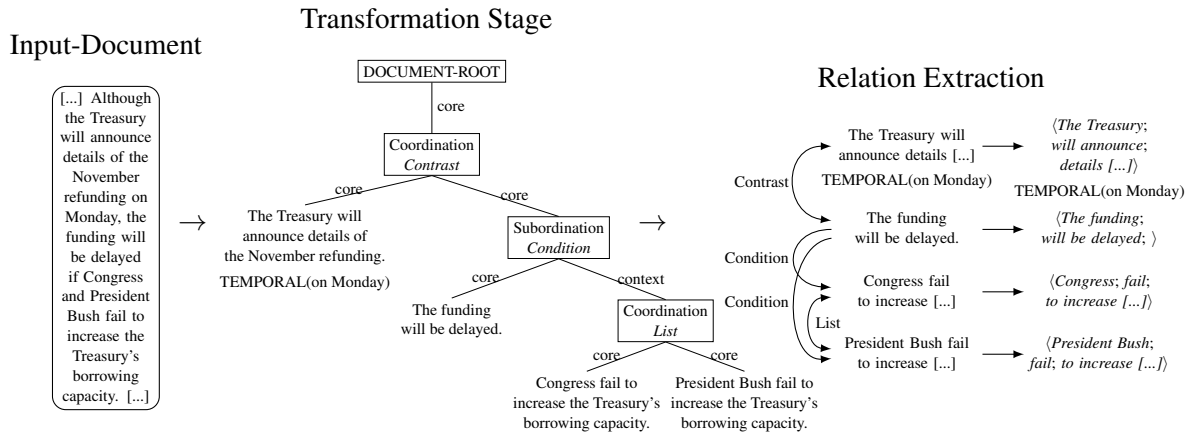 Input-Document
[...] Although
the Treasury
will announce
details of the
November
refunding on
Monday, the
funding will
be delayed
if Congress
and President
Bush fail to
increase the
Treasury's
borrowing
capacity. [...]
Transformation Stage
DOCUMENT-ROOT
core
Coordination
Contrast
core
core
The Treasury will
announce details of
the November refunding.
TEMPORAL(on Monday)
Subordination
Condition
core
context
The funding
will be delayed.
Coordination
List
core
core
Congress fail to
increase the Treasury's
borrowing capacity.
President Bush fail to
increase the Treasury's
borrowing capacity.
Relation Extraction
Contrast
Condition
Condition
List
The Treasury will
announce details [...]
TEMPORAL(on Monday)
The funding
will be delayed.
Congress fail
to increase [...]
President Bush fail
to increase [...]
⟨The Treasury;
will announce;
details [...]⟩
TEMPORAL(on Monday)
⟨The funding;
will be delayed; ⟩
⟨Congress; fail;
to increase [...]⟩
⟨President Bush;
fail; to increase [...]⟩